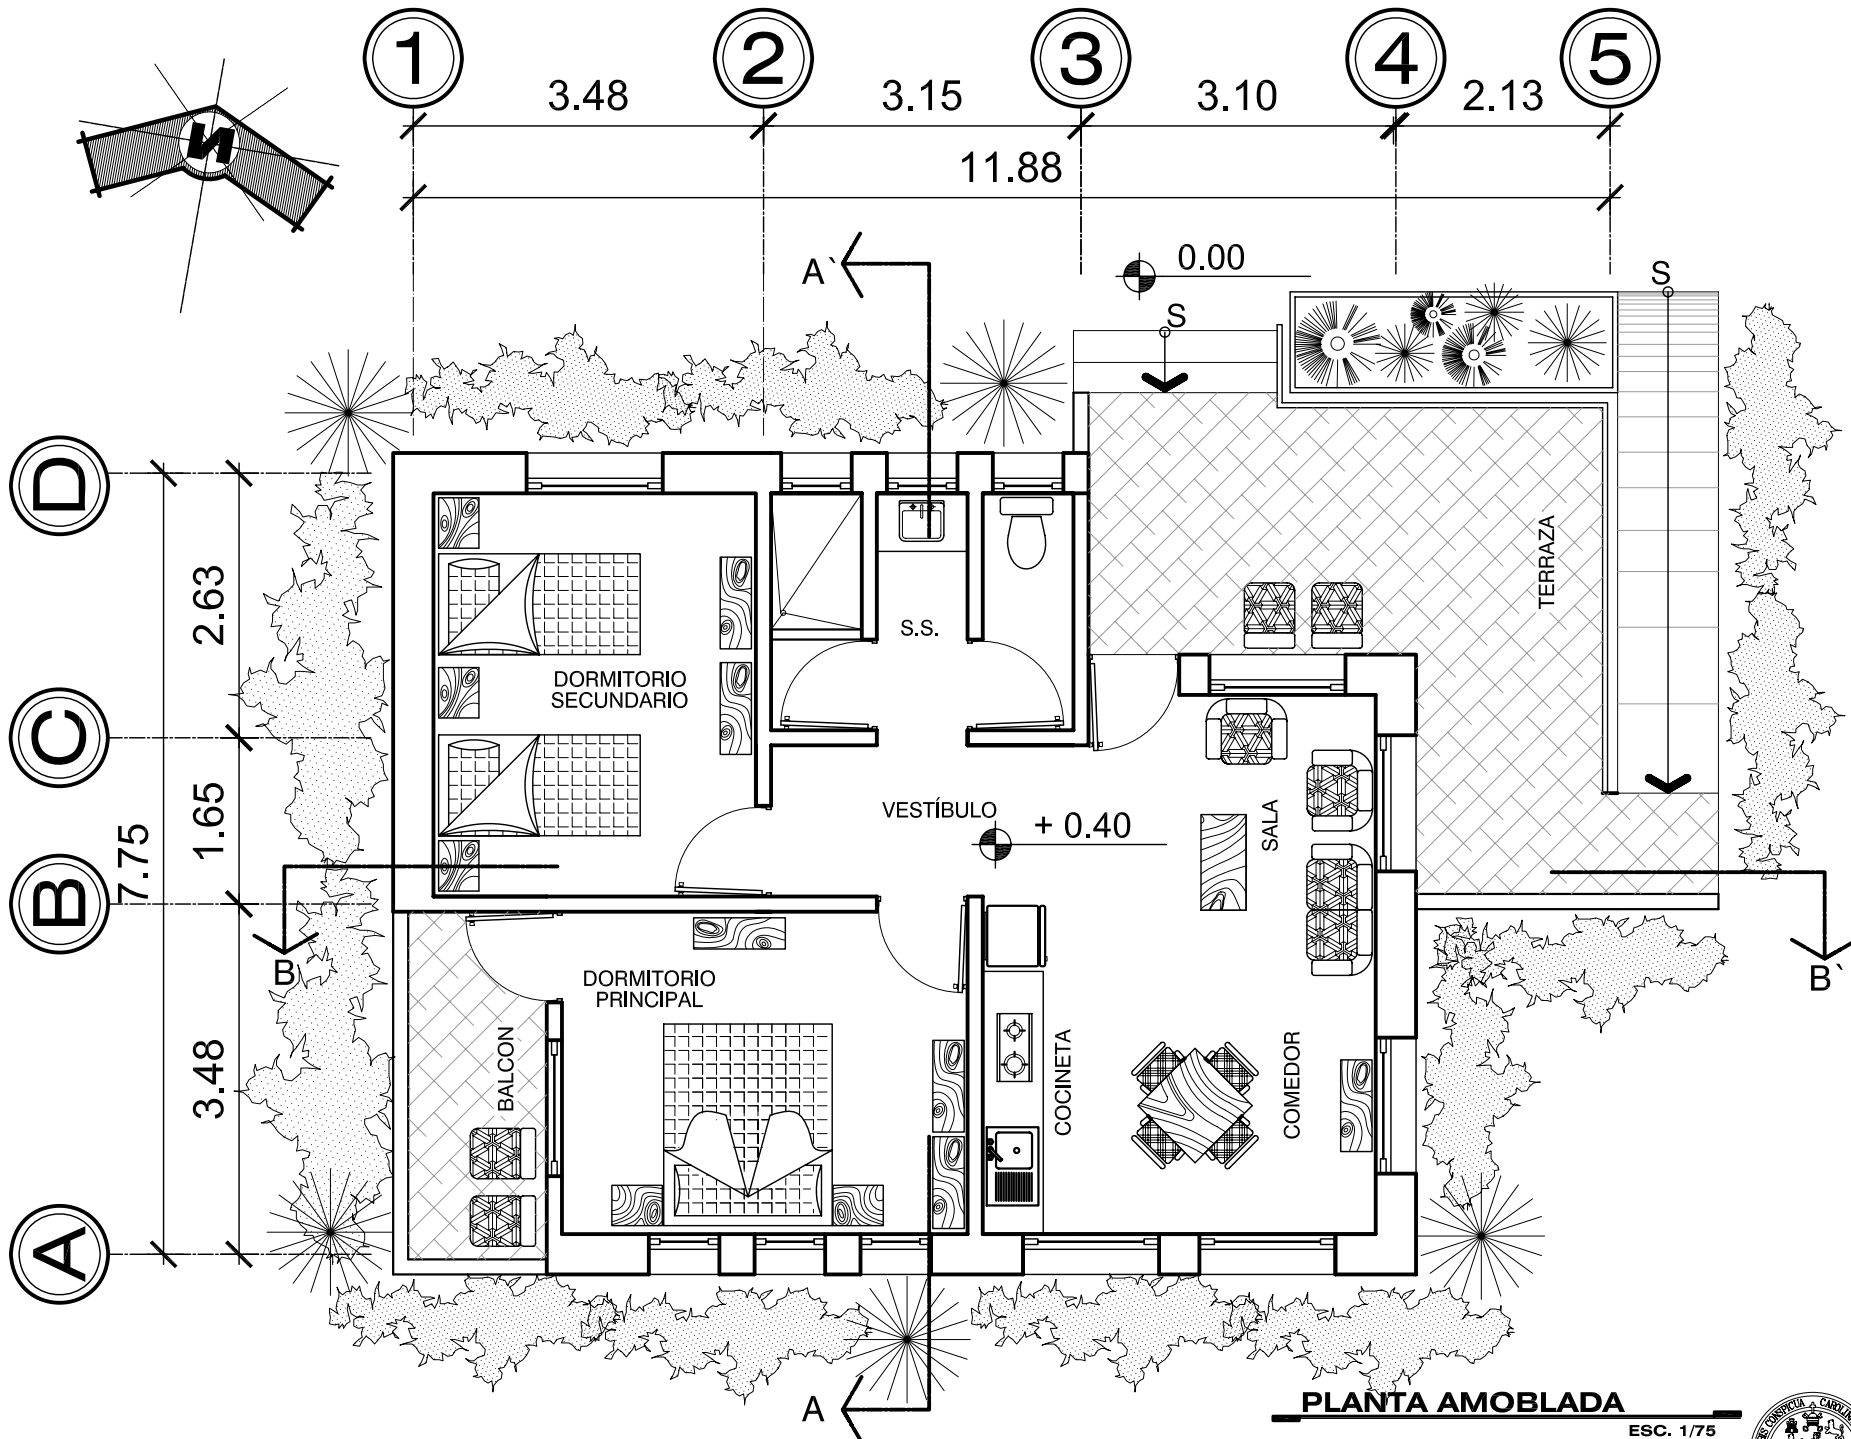 1
2
3
4
5
3.48
3.15
3.10
2.13
11.88
N
A`
0.00
S
S
D
2.63
TERRAZA
S.S.
DORMITORIO
SECUNDARIO
C
1.65
7.75
VESTÍBULO
+ 0.40
SALA
B
B
B`
DORMITORIO
PRINCIPAL
3.48
BALCON
COCINETA
COMEDOR
A
A
PLANTA AMOBLADA
ESC. 1/75
CONSPICUA